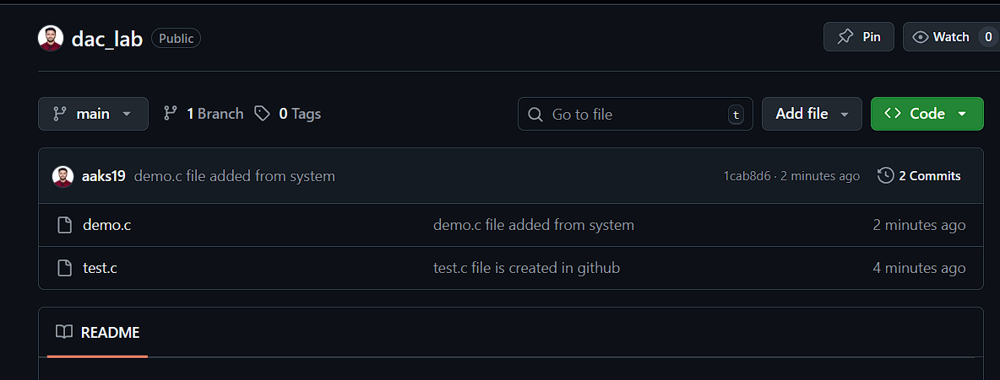 dac_lab Public Pin Watch 0
main 1 Branch 0 Tags Go to file t Add file Code
aaks19 demo.c file added from system 1cab8d6 · 2 minutes ago 2 Commits
demo.c demo.c file added from system 2 minutes ago
test.c test.c file is created in github 4 minutes ago
README